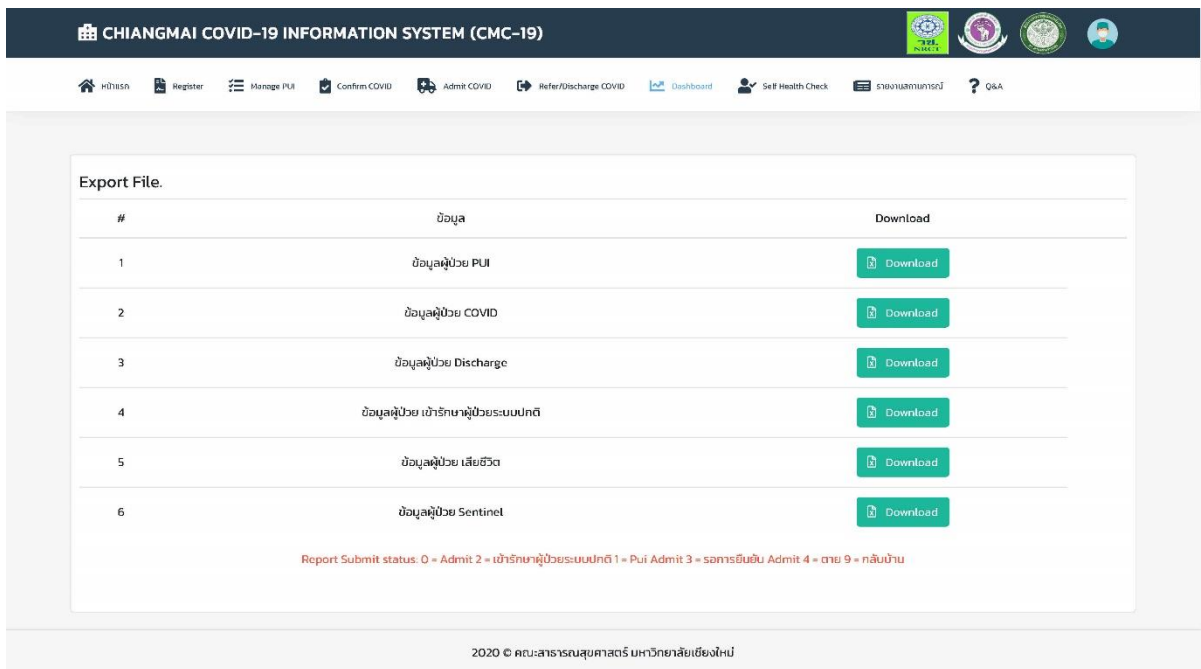 CHIANGMAI COVID-19 INFORMATION SYSTEM (CMC-19)
วช.
NRCT
หน้าแรก Register Manage PUI Confirm COVID Admit COVID Refer/Discharge COVID Dashboard Self Health Check รายงานสถานการณ์ Q&A
Export File.
# ข้อมูล Download
1 ข้อมูลผู้ป่วย PUI Download
2 ข้อมูลผู้ป่วย COVID Download
3 ข้อมูลผู้ป่วย Discharge Download
4 ข้อมูลผู้ป่วย เข้ารักษาผู้ป่วยระบบปกติ Download
5 ข้อมูลผู้ป่วย เสียชีวิต Download
6 ข้อมูลผู้ป่วย Sentinel Download
Report Submit status: 0 = Admit 2 = เข้ารักษาผู้ป่วยระบบปกติ 1 = Pui Admit 3 = รอการยืนยัน Admit 4 = ตาย 9 = กลับบ้าน
2020 © คณะสาธารณสุขศาสตร์ มหาวิทยาลัยเชียงใหม่